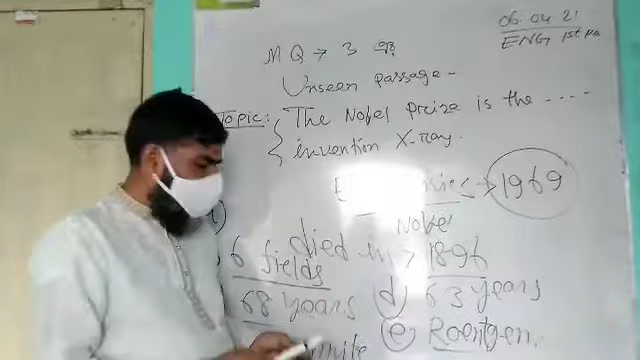 06.04.21
ENG 1st pa
MQ → 3
Unseen passage -
Topic: The Nobel preize is the .....
invention X-ray.
→ 1969
Nobel
died in > 1896
6 fields
68 years
(d) 63 years
(e) Roentgen.